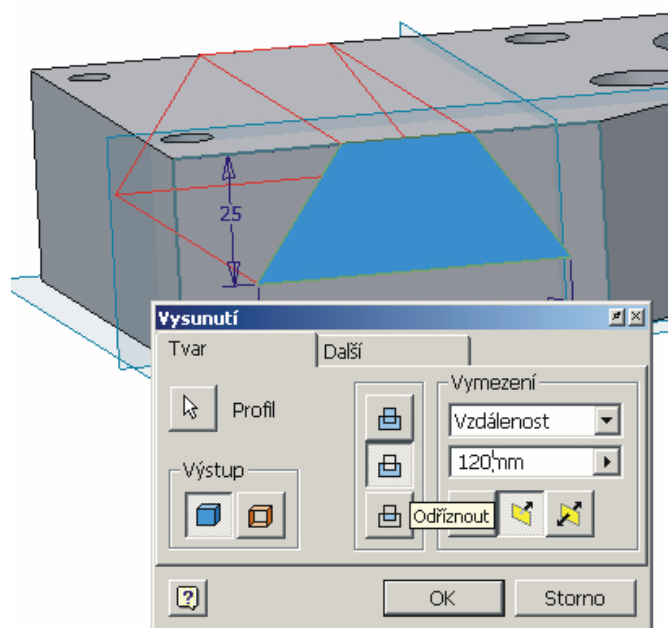 25
Vysunutí
Tvar
Další
Profil
Vymezení
Vzdálenost
120 mm
Výstup
Odříznout
OK
Storno